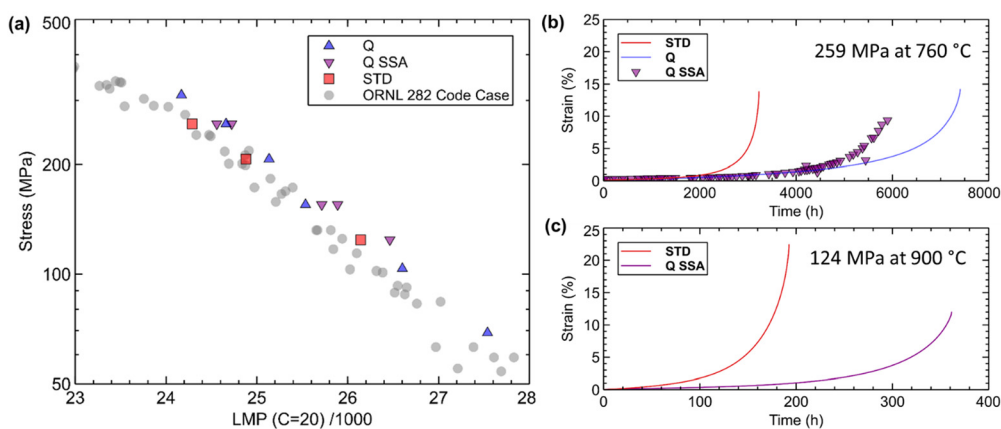 (a)
500
200
100
50
Stress (MPa)
23 24 25 26 27 28
LMP (C=20) /1000
Q
Q SSA
STD
ORNL 282 Code Case
(b)
25
20
15
10
5
0
Strain (%)
STD
Q
Q SSA
259 MPa at 760 °C
0 2000 4000 6000 8000
Time (h)
(c)
25
20
15
10
5
0
Strain (%)
STD
Q SSA
124 MPa at 900 °C
0 100 200 300 400
Time (h)